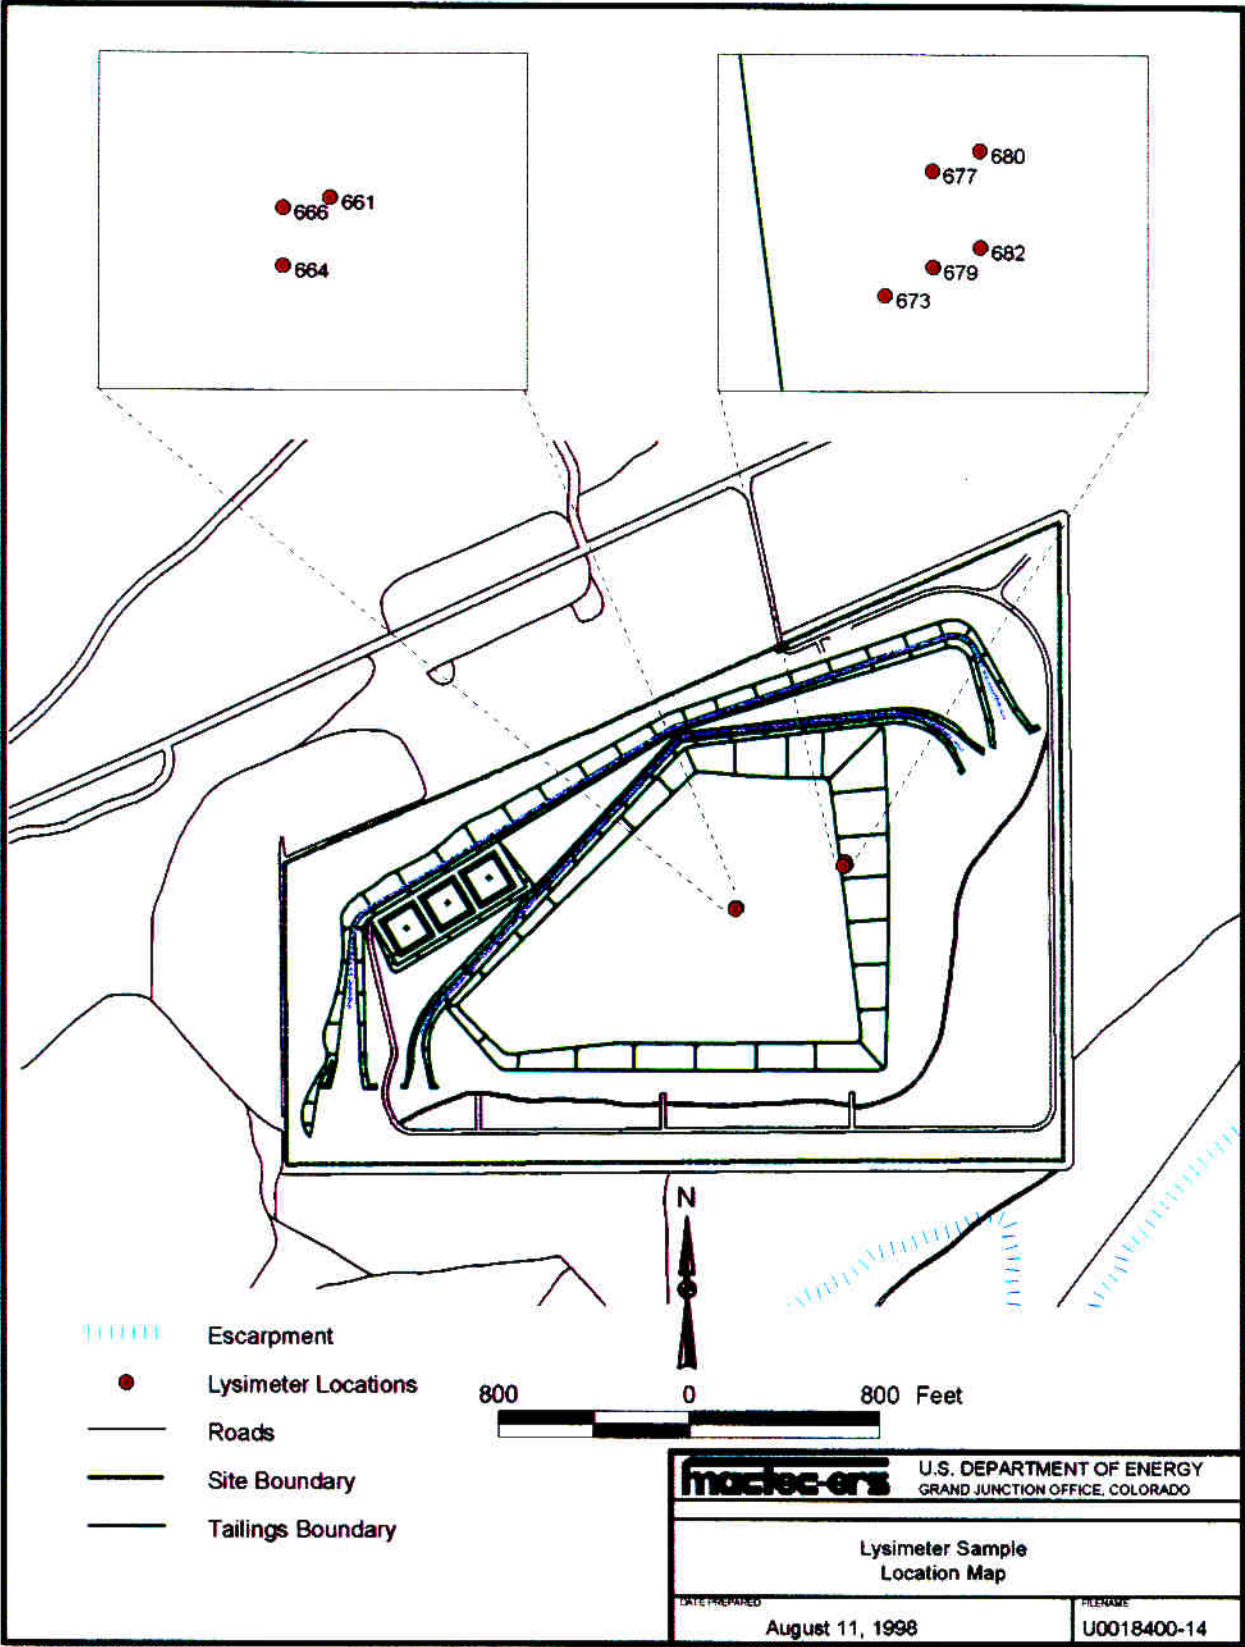 680
677
661
666
682
664
679
673
N
Escarpment
Lysimeter Locations
Roads
Site Boundary
Tailings Boundary
800 0 800 Feet
mactec-ers
U.S. DEPARTMENT OF ENERGY
GRAND JUNCTION OFFICE, COLORADO
Lysimeter Sample
Location Map
DATE PREPARED
August 11, 1998
FILENAME
U0018400-14